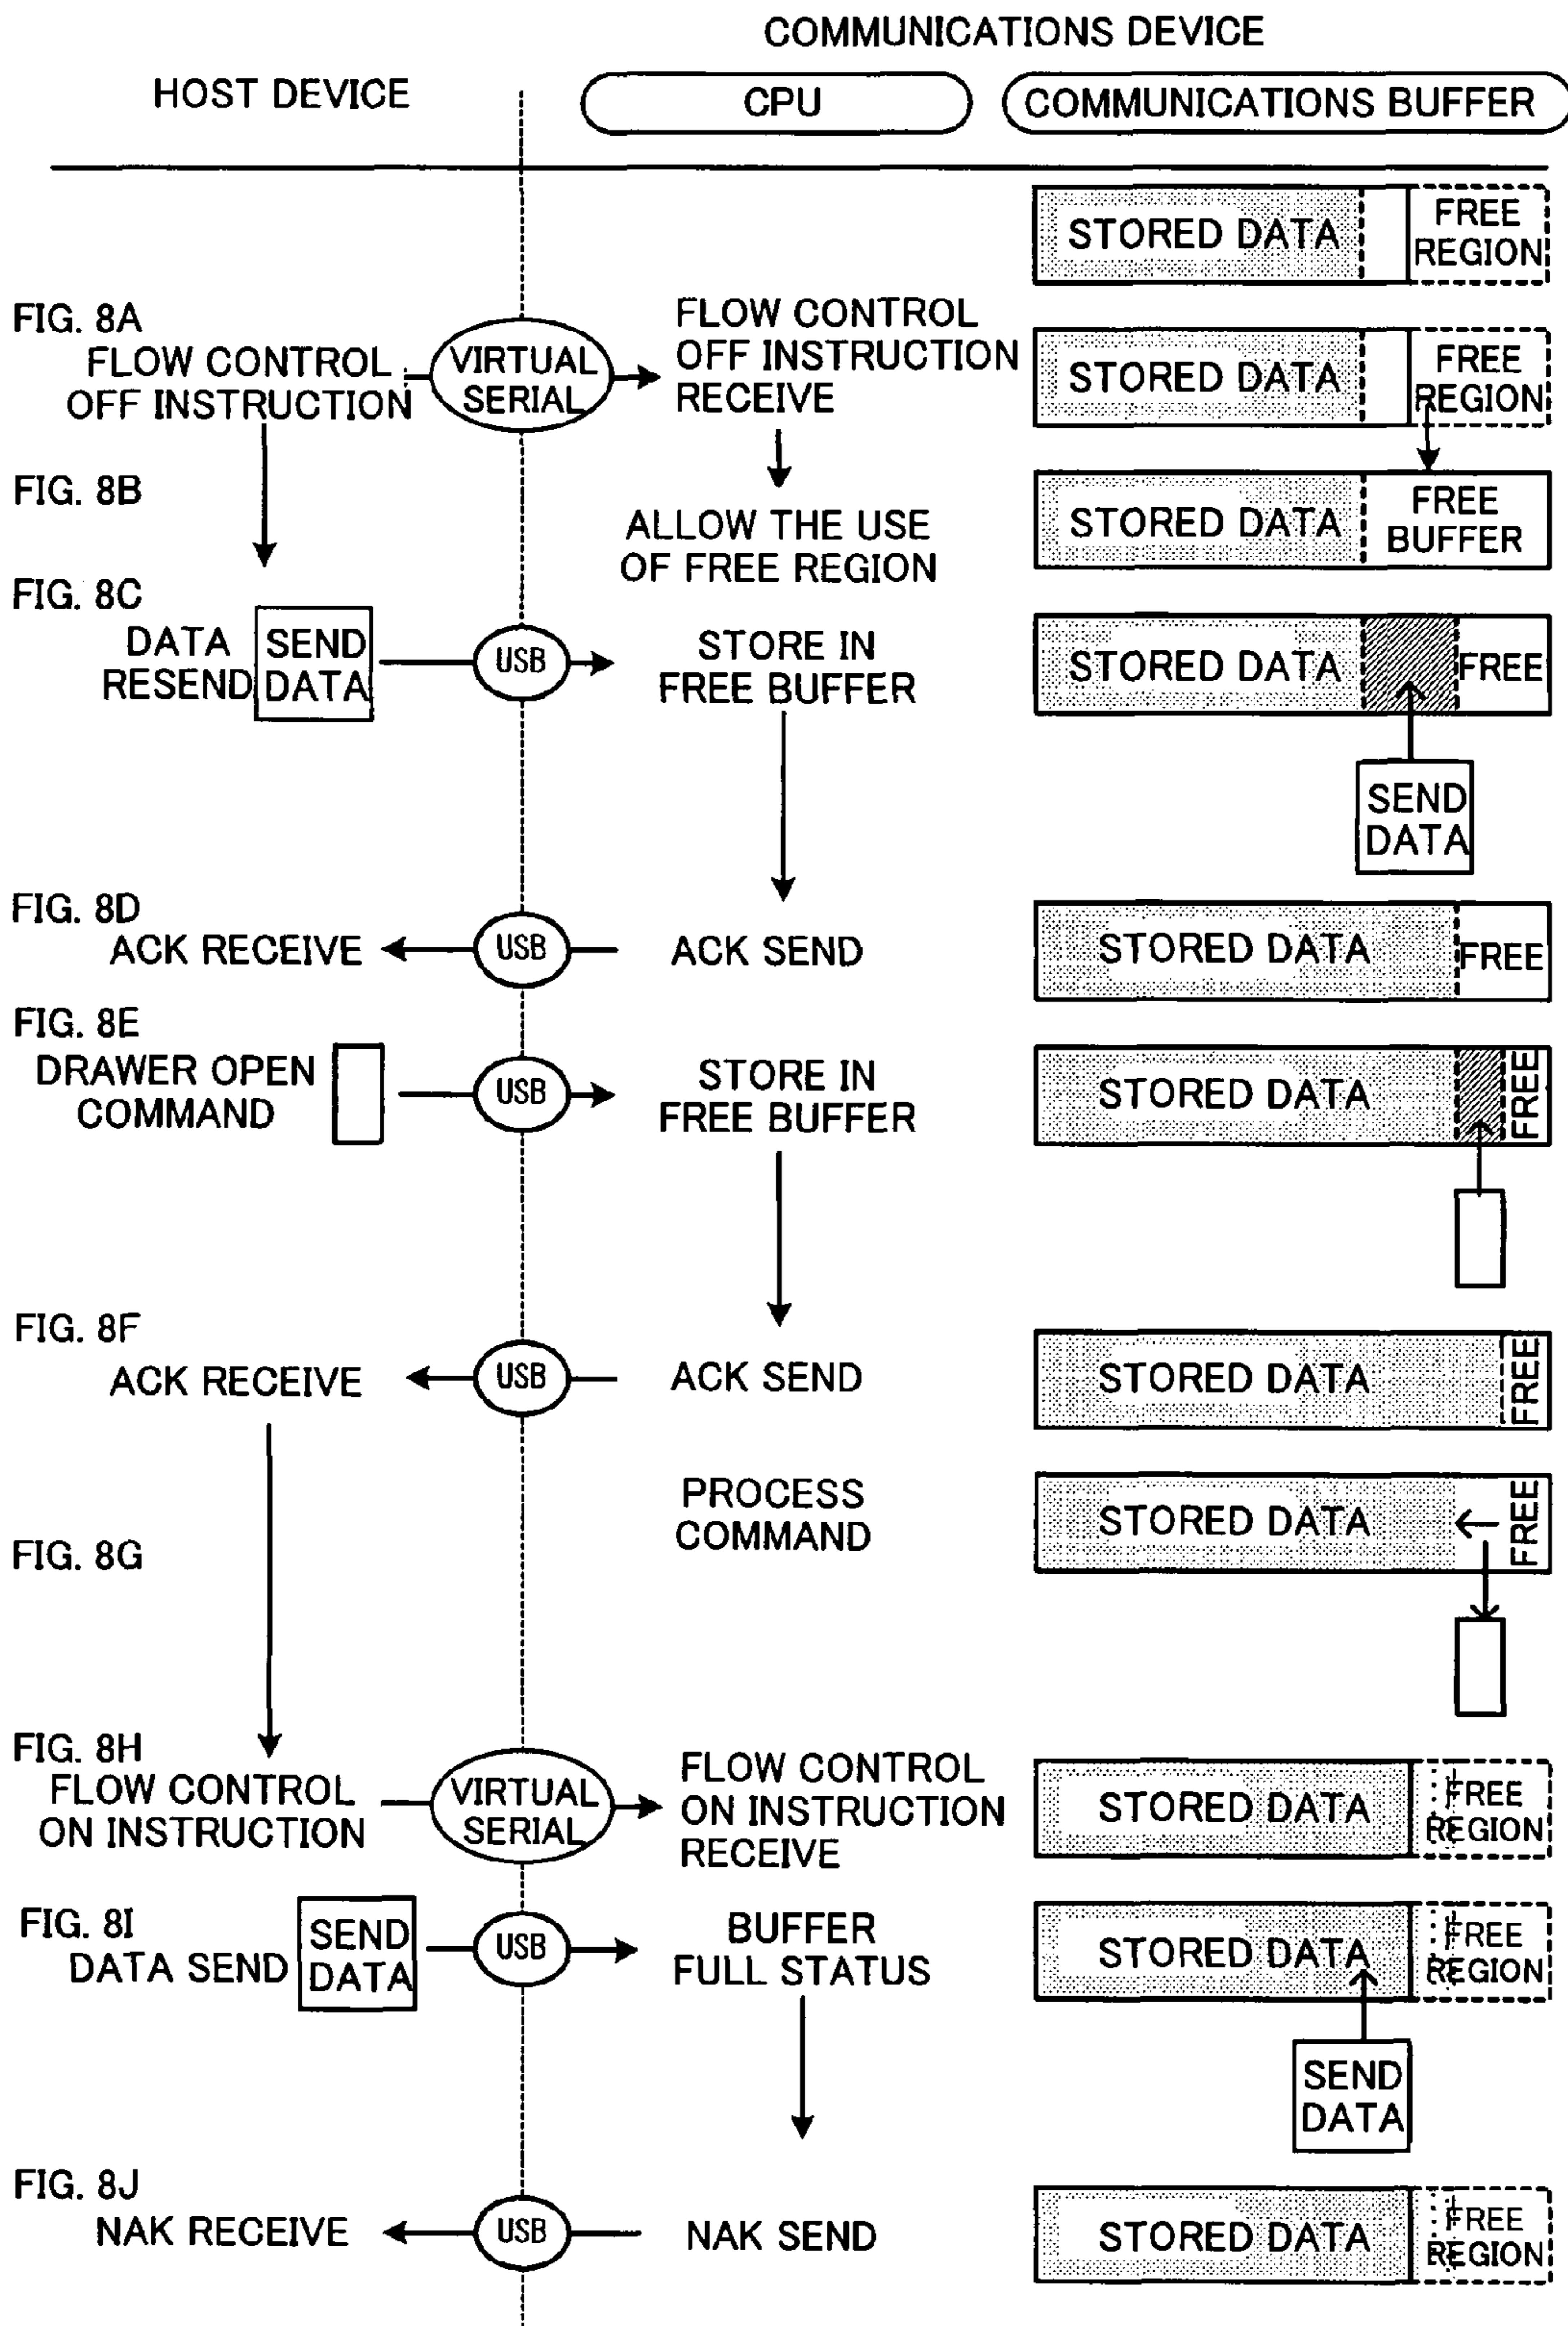 COMMUNICATIONS DEVICE
HOST DEVICE
CPU
COMMUNICATIONS BUFFER
STORED DATA
FREE
REGION
FIG. 8A
FLOW CONTROL
OFF INSTRUCTION
VIRTUAL
SERIAL
FLOW CONTROL
OFF INSTRUCTION
RECEIVE
STORED DATA
FREE
REGION
FIG. 8B
ALLOW THE USE
OF FREE REGION
STORED DATA
FREE
BUFFER
FIG. 8C
DATA
RESEND
SEND
DATA
USB
STORE IN
FREE BUFFER
STORED DATA
FREE
SEND
DATA
FIG. 8D
ACK RECEIVE
USB
ACK SEND
STORED DATA
FREE
FIG. 8E
DRAWER OPEN
COMMAND
USB
STORE IN
FREE BUFFER
STORED DATA
FREE
FIG. 8F
ACK RECEIVE
USB
ACK SEND
STORED DATA
FREE
FIG. 8G
PROCESS
COMMAND
STORED DATA
FREE
FIG. 8H
FLOW CONTROL
ON INSTRUCTION
VIRTUAL
SERIAL
FLOW CONTROL
ON INSTRUCTION
RECEIVE
STORED DATA
FREE
REGION
FIG. 8I
DATA SEND
SEND
DATA
USB
BUFFER
FULL STATUS
STORED DATA
FREE
REGION
SEND
DATA
FIG. 8J
NAK RECEIVE
USB
NAK SEND
STORED DATA
FREE
REGION